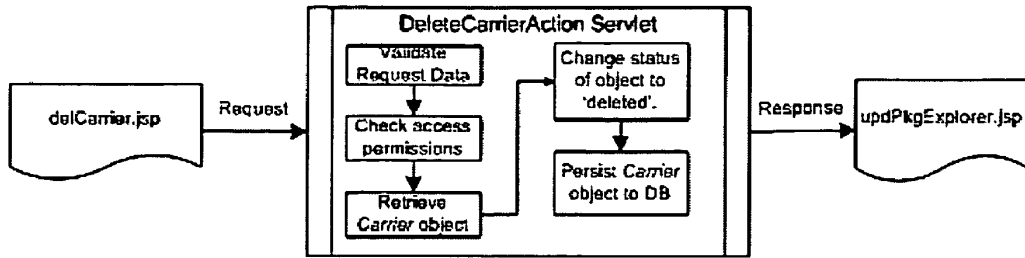 DeleteCarrierAction Servlet
delCarrier.jsp
Request
Validate
Request Data
Check access
permissions
Retrieve
Carrier object
Change status
of object to
'deleted'.
Persist Carrier
object to DB
Response
updPkgExplorer.jsp